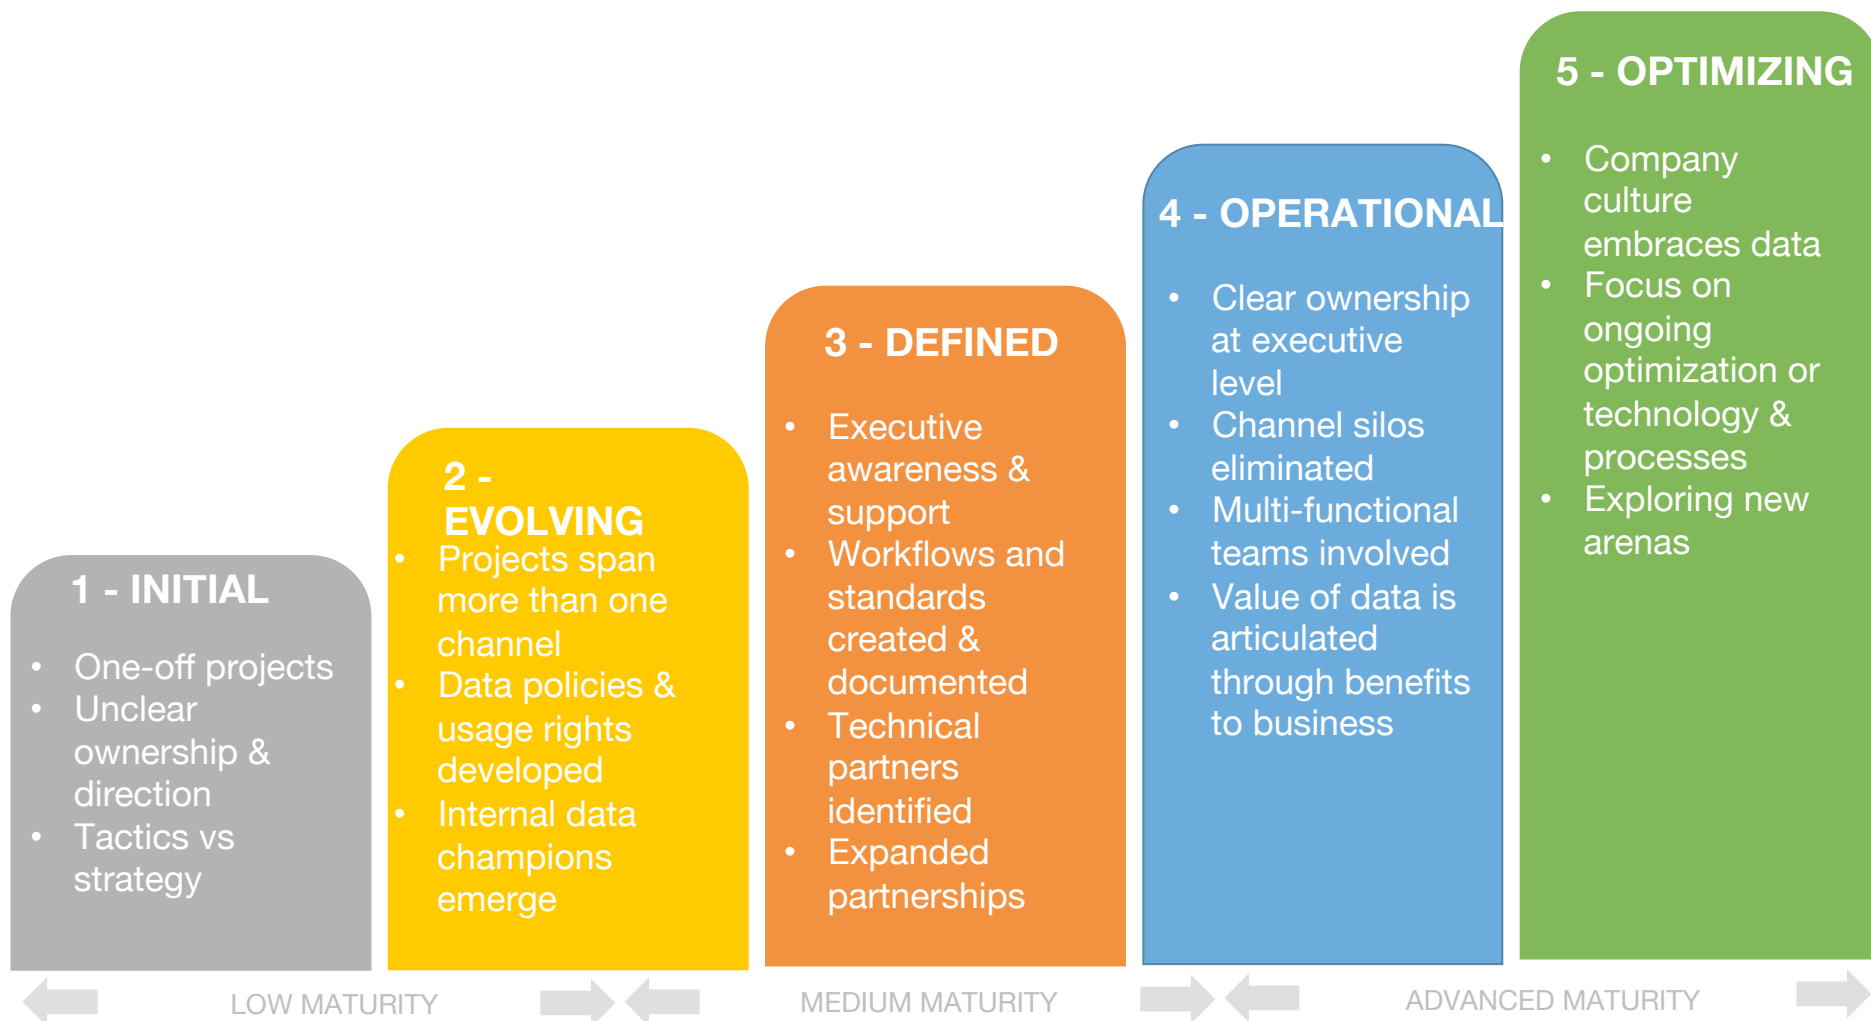 1 - INITIAL
• One-off projects
• Unclear
ownership &
direction
• Tactics vs
strategy
2 -
EVOLVING
• Projects span
more than one
channel
• Data policies &
usage rights
developed
• Internal data
champions
emerge
3 - DEFINED
• Executive
awareness &
support
• Workflows and
standards
created &
documented
• Technical
partners
identified
• Expanded
partnerships
4 - OPERATIONAL
• Clear ownership
at executive
level
• Channel silos
eliminated
• Multi-functional
teams involved
• Value of data is
articulated
through benefits
to business
5 - OPTIMIZING
• Company
culture
embraces data
• Focus on
ongoing
optimization or
technology &
processes
• Exploring new
arenas
LOW MATURITY
MEDIUM MATURITY
ADVANCED MATURITY